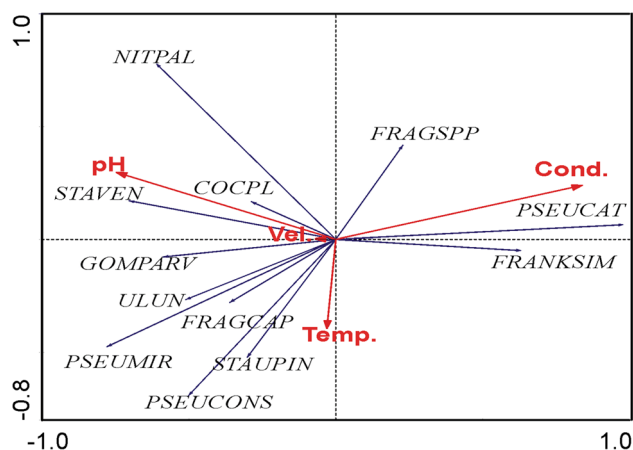 1.0
NITPAL
FRAGSPP
pH
Cond.
STAVEN
COCPL
PSEUCAT
Vel.
GOMPARV
FRANKSIM
ULUN
FRAGCAP
Temp.
PSEUMIR
STAUPIN
PSEUCONS
-0.8
-1.0
1.0